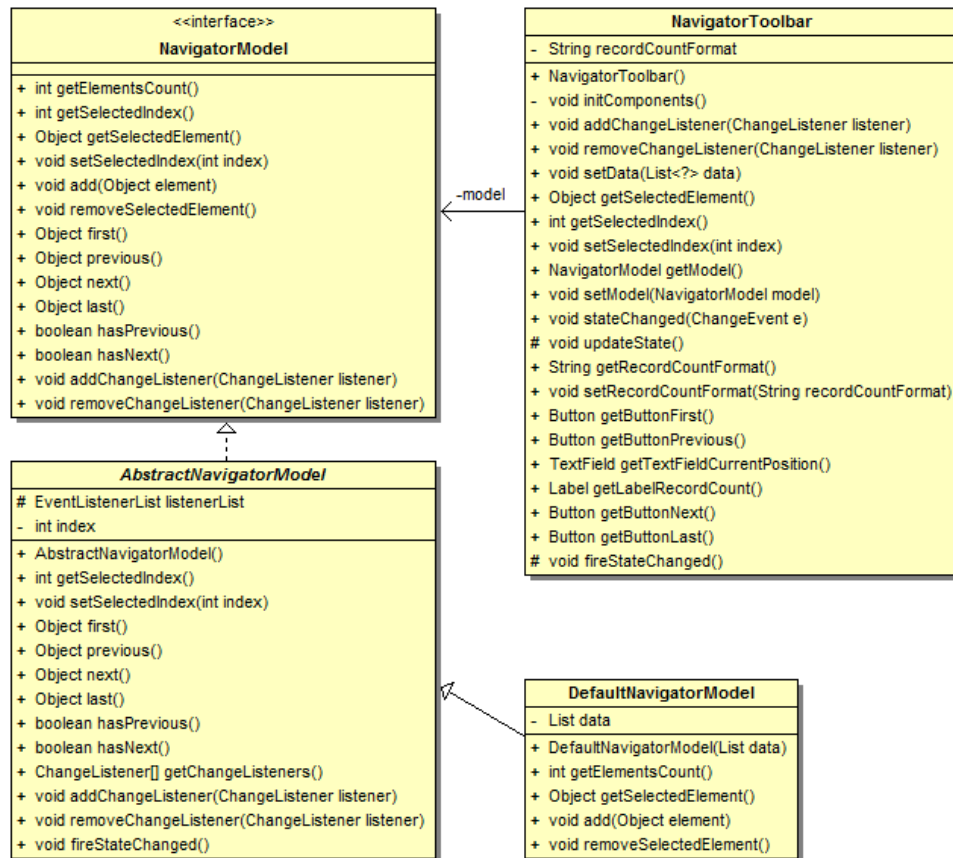 <<interface>>
NavigatorModel
+ int getElementsCount()
+ int getSelectedIndex()
+ Object getSelectedElement()
+ void setSelectedIndex(int index)
+ void add(Object element)
+ void removeSelectedElement()
+ Object first()
+ Object previous()
+ Object next()
+ Object last()
+ boolean hasPrevious()
+ boolean hasNext()
+ void addChangeListener(ChangeListener listener)
+ void removeChangeListener(ChangeListener listener)
-model
NavigatorToolbar
- String recordCountFormat
+ NavigatorToolbar()
- void initComponents()
+ void addChangeListener(ChangeListener listener)
+ void removeChangeListener(ChangeListener listener)
+ void setData(List<?> data)
+ Object getSelectedElement()
+ int getSelectedIndex()
+ void setSelectedIndex(int index)
+ NavigatorModel getModel()
+ void setModel(NavigatorModel model)
+ void stateChanged(ChangeEvent e)
# void updateState()
+ String getRecordCountFormat()
+ void setRecordCountFormat(String recordCountFormat)
+ Button getButtonFirst()
+ Button getButtonPrevious()
+ TextField getTextFieldCurrentPosition()
+ Label getLabelRecordCount()
+ Button getButtonNext()
+ Button getButtonLast()
# void fireStateChanged()
AbstractNavigatorModel
# EventListenerList listenerList
- int index
+ AbstractNavigatorModel()
+ int getSelectedIndex()
+ void setSelectedIndex(int index)
+ Object first()
+ Object previous()
+ Object next()
+ Object last()
+ boolean hasPrevious()
+ boolean hasNext()
+ ChangeListener[] getChangeListeners()
+ void addChangeListener(ChangeListener listener)
+ void removeChangeListener(ChangeListener listener)
+ void fireStateChanged()
DefaultNavigatorModel
- List data
+ DefaultNavigatorModel(List data)
+ int getElementsCount()
+ Object getSelectedElement()
+ void add(Object element)
+ void removeSelectedElement()